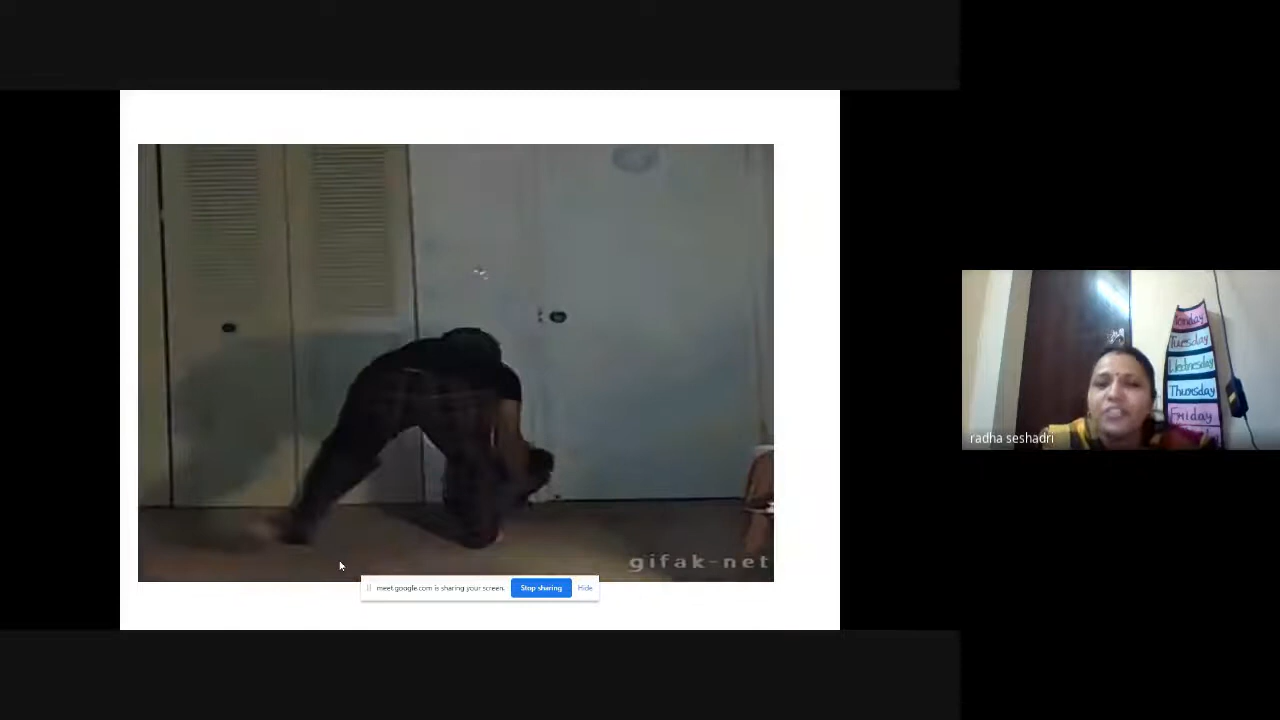 gifak-net
meet.google.com is sharing your screen.
Stop sharing
Hide
radha seshadri
Monday
Tuesday
Wednesday
Thursday
Friday